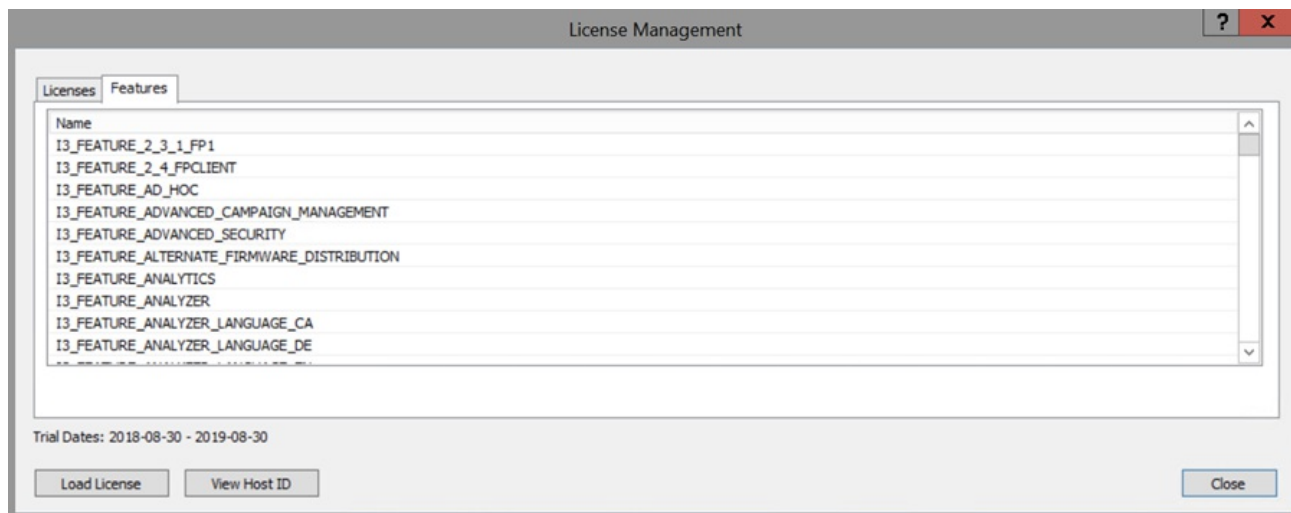 License Management
? X
Licenses Features
Name
I3_FEATURE_2_3_1_FP1
I3_FEATURE_2_4_FPCLIENT
I3_FEATURE_AD_HOC
I3_FEATURE_ADVANCED_CAMPAIGN_MANAGEMENT
I3_FEATURE_ADVANCED_SECURITY
I3_FEATURE_ALTERNATE_FIRMWARE_DISTRIBUTION
I3_FEATURE_ANALYTICS
I3_FEATURE_ANALYZER
I3_FEATURE_ANALYZER_LANGUAGE_CA
I3_FEATURE_ANALYZER_LANGUAGE_DE
Trial Dates: 2018-08-30 - 2019-08-30
Load License View Host ID Close